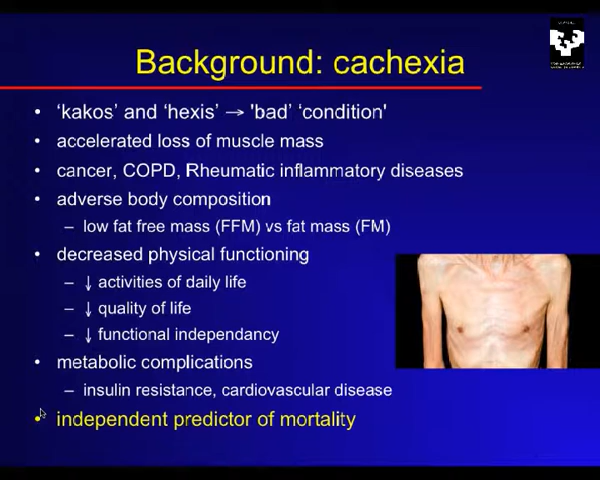 Background: cachexia
• 'kakos' and 'hexis' → 'bad' 'condition'
• accelerated loss of muscle mass
• cancer, COPD, Rheumatic inflammatory diseases
• adverse body composition
– low fat free mass (FFM) vs fat mass (FM)
• decreased physical functioning
– ↓ activities of daily life
– ↓ quality of life
– ↓ functional independancy
• metabolic complications
– insulin resistance, cardiovascular disease
• independent predictor of mortality